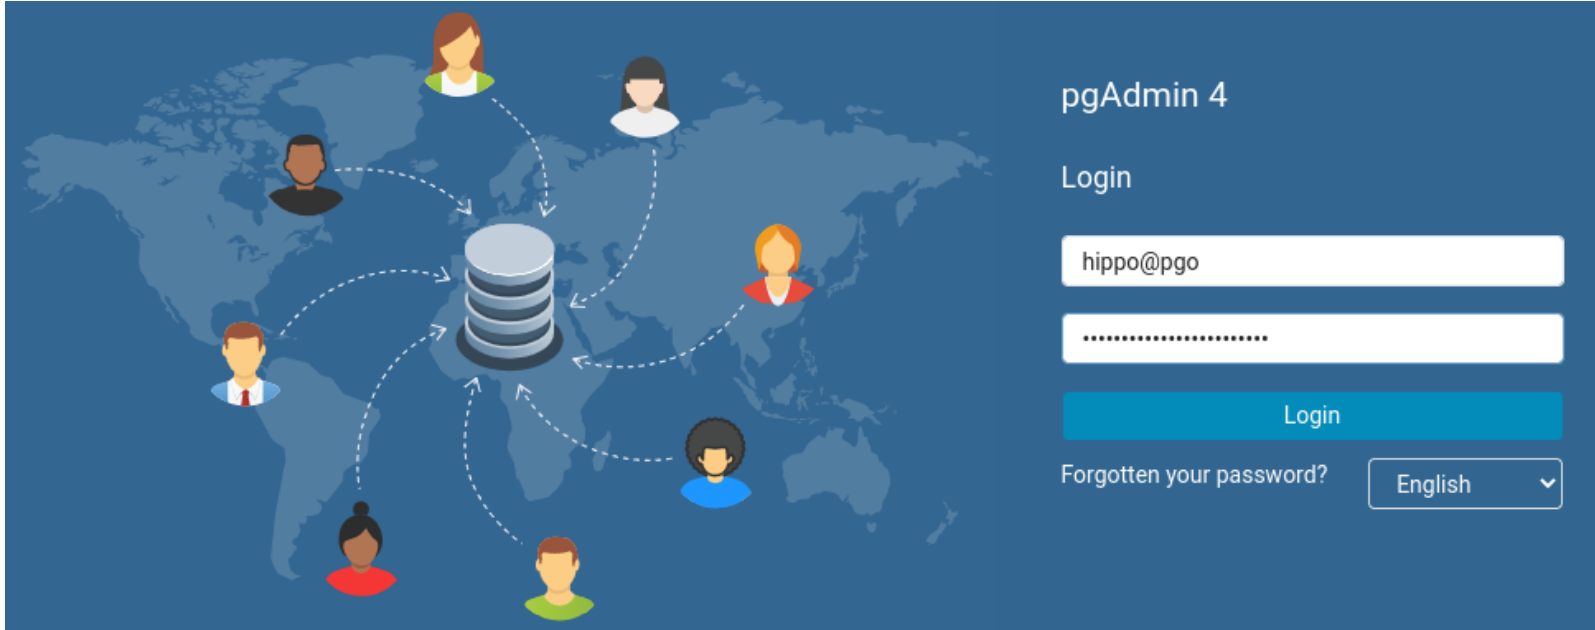 pgAdmin 4
Login
hippo@pgo
••••••••••••••••••••••••
Login
Forgotten your password?
English